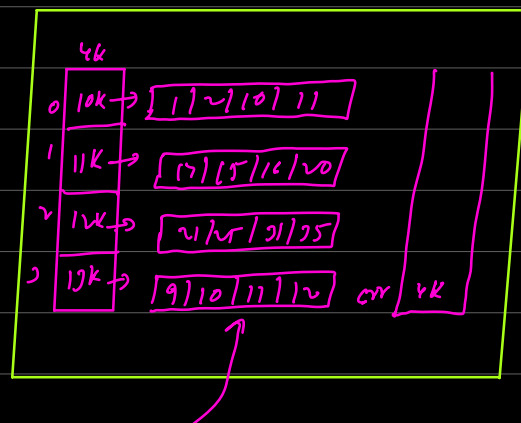 4K
0 10K → 1 / 2 / 10 / 11
1 11K → 13 / 15 / 16 / 20
2 12K → 21 / 25 / 31 / 35
3 13K → 9 / 10 / 11 / 12 arr 4K